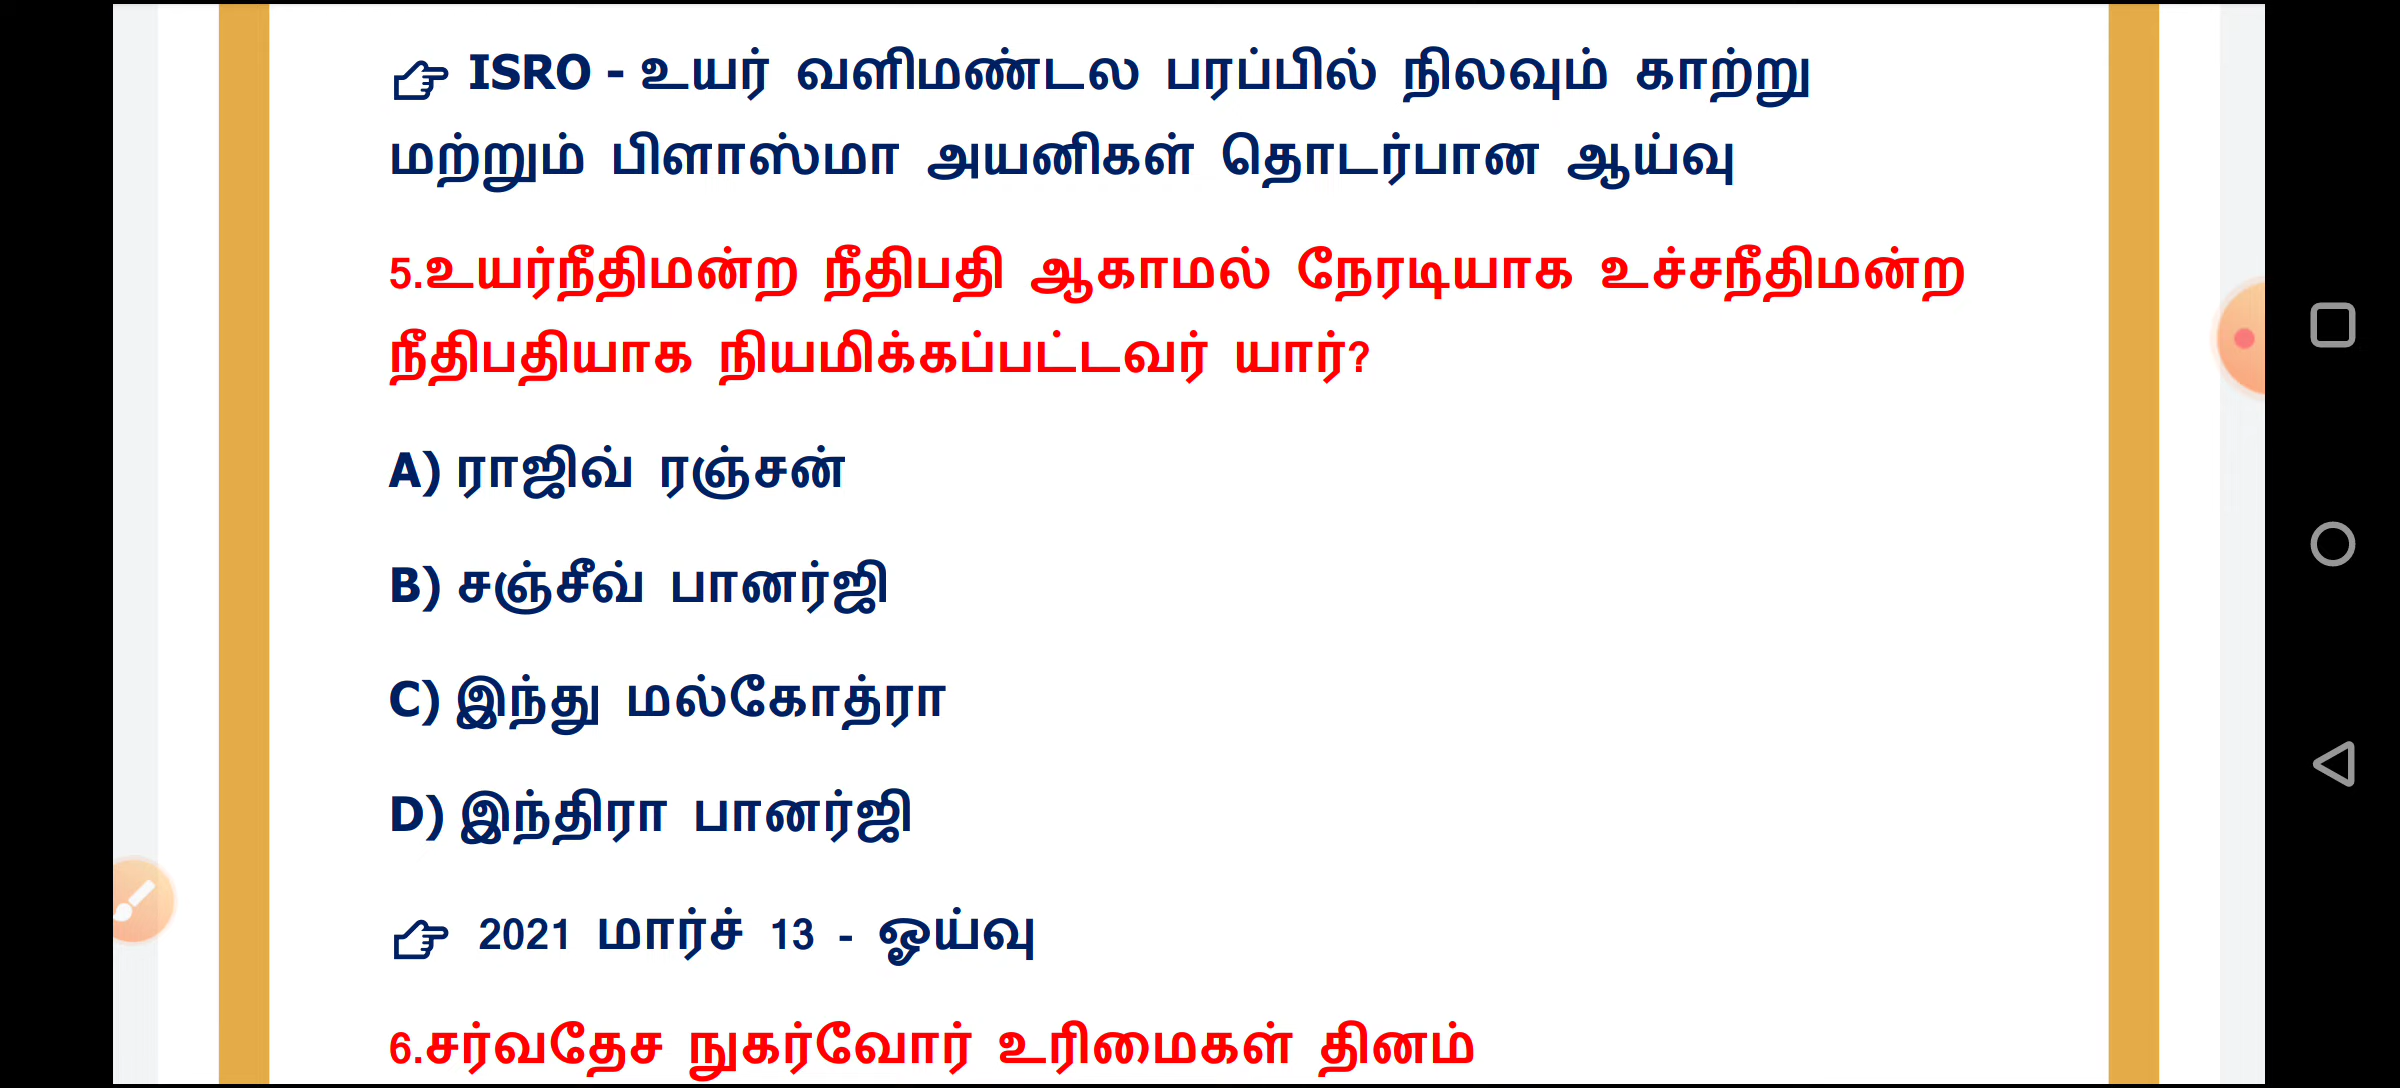 ☞ ISRO - உயர் வளிமண்டல பரப்பில் நிலவும் காற்று
மற்றும் பிளாஸ்மா அயனிகள் தொடர்பான ஆய்வு
5.உயர்நீதிமன்ற நீதிபதி ஆகாமல் நேரடியாக உச்சநீதிமன்ற
நீதிபதியாக நியமிக்கப்பட்டவர் யார்?
A) ராஜிவ் ரஞ்சன்
B) சஞ்சீவ் பானர்ஜி
C) இந்து மல்கோத்ரா
D) இந்திரா பானர்ஜி
☞ 2021 மார்ச் 13 - ஓய்வு
6.சர்வதேச நுகர்வோர் உரிமைகள் தினம்